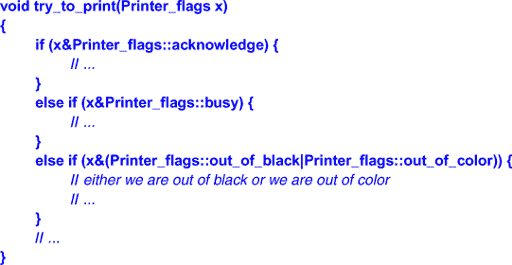 void try_to_print(Printer_flags x)
{
if (x&Printer_flags::acknowledge) {
// ...
}
else if (x&Printer_flags::busy) {
// ...
}
else if (x&(Printer_flags::out_of_black|Printer_flags::out_of_color)) {
// either we are out of black or we are out of color
// ...
}
// ...
}